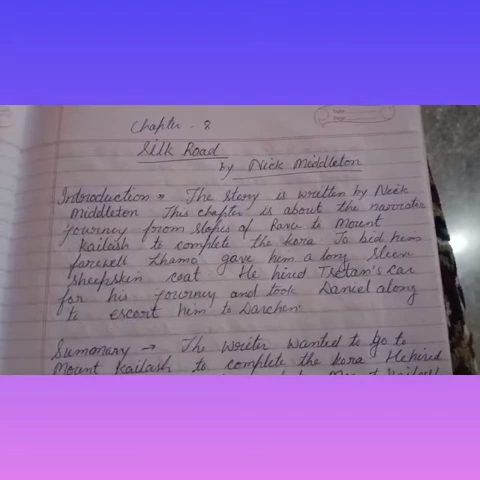 Chapter - 8
Silk Road
by Nick Middleton
Introduction → The story is written by Nick
Middleton This chapter is about the narrator
journey from slopes of Ravu to Mount
Kailash to complete the kora To bid him
farewell Lhamo gave him a long Sleen
sheepskin coat He hired Tsetan's car
for his journey and took Daniel along
to escort him to Darchen
Summary → The writer wanted to go to
Mount Kailash to complete the kora He hired